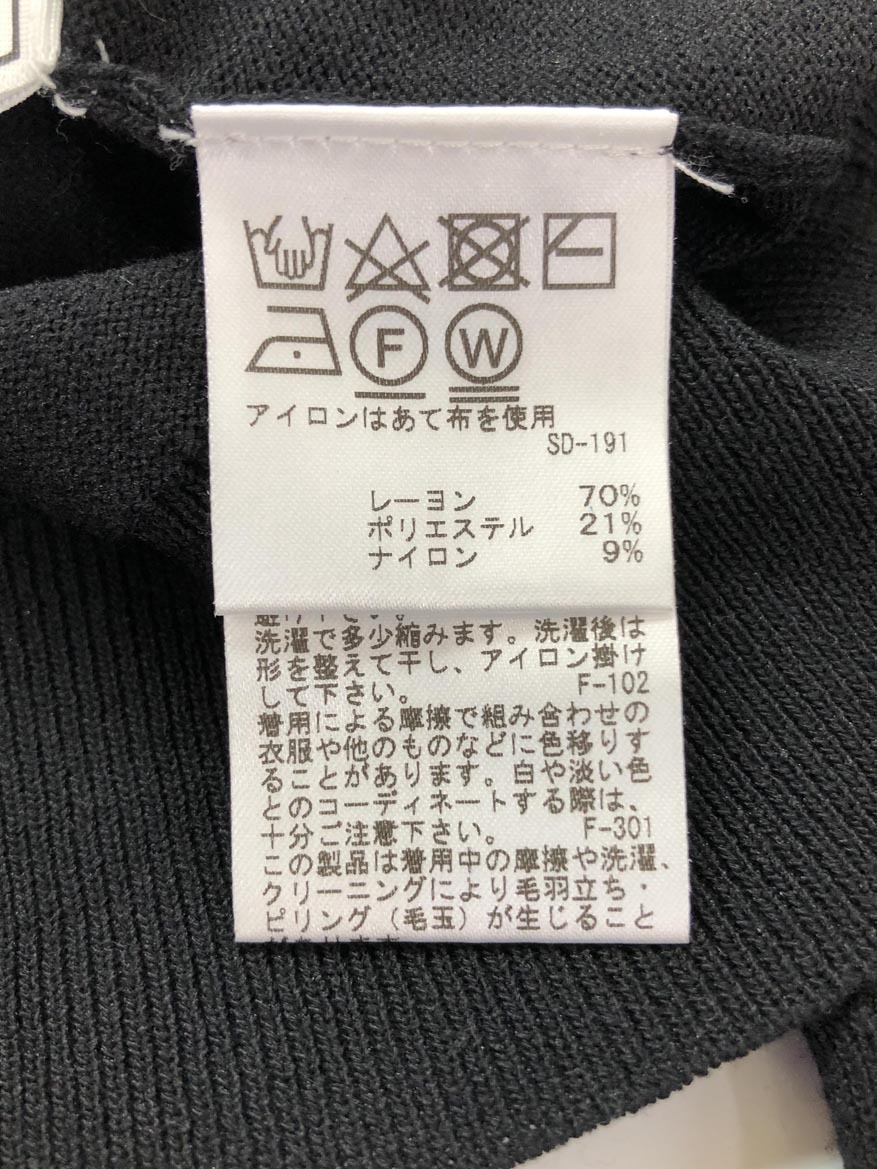 F
W
アイロンはあて布を使用
SD-191
レーヨン 70%
ポリエステル 21%
ナイロン 9%
洗濯で多少縮みます。洗濯後は
形を整えて干し、アイロン掛け
して下さい。 F-102
着用による摩擦で組み合わせの
衣服や他のものなどに色移りす
ることがあります。白や淡い色
とのコーディネートする際は、
十分ご注意下さい。 F-301
この製品は着用中の摩擦や洗濯、
クリーニングにより毛羽立ち・
ピリング(毛玉)が生じること